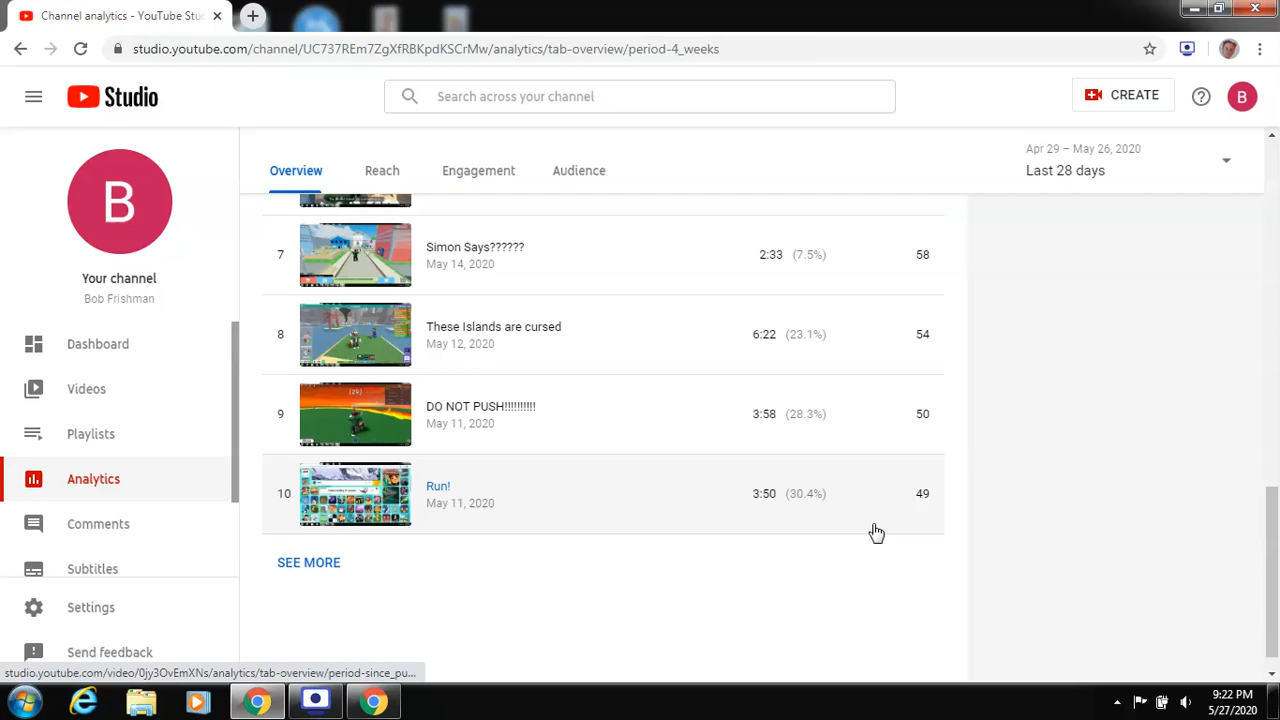 Channel analytics - YouTube Stu
studio.youtube.com/channel/UC737REm7ZgXfRBKpdKSCrMw/analytics/tab-overview/period-4_weeks
Studio
Search across your channel
CREATE
B
B
Your channel
Bob Frishman
Dashboard
Videos
Playlists
Analytics
Comments
Subtitles
Settings
Send feedback
Overview Reach Engagement Audience
Apr 29 – May 26, 2020
Last 28 days
7 Simon Says?????? 2:33 (7.5%) 58
May 14, 2020
8 These Islands are cursed 6:22 (23.1%) 54
May 12, 2020
9 DO NOT PUSH!!!!!!!!!! 3:58 (28.3%) 50
May 11, 2020
10 Run! 3:50 (30.4%) 49
May 11, 2020
SEE MORE
studio.youtube.com/video/0jy3OvEmXNs/analytics/tab-overview/period-since_pu...
9:22 PM
5/27/2020